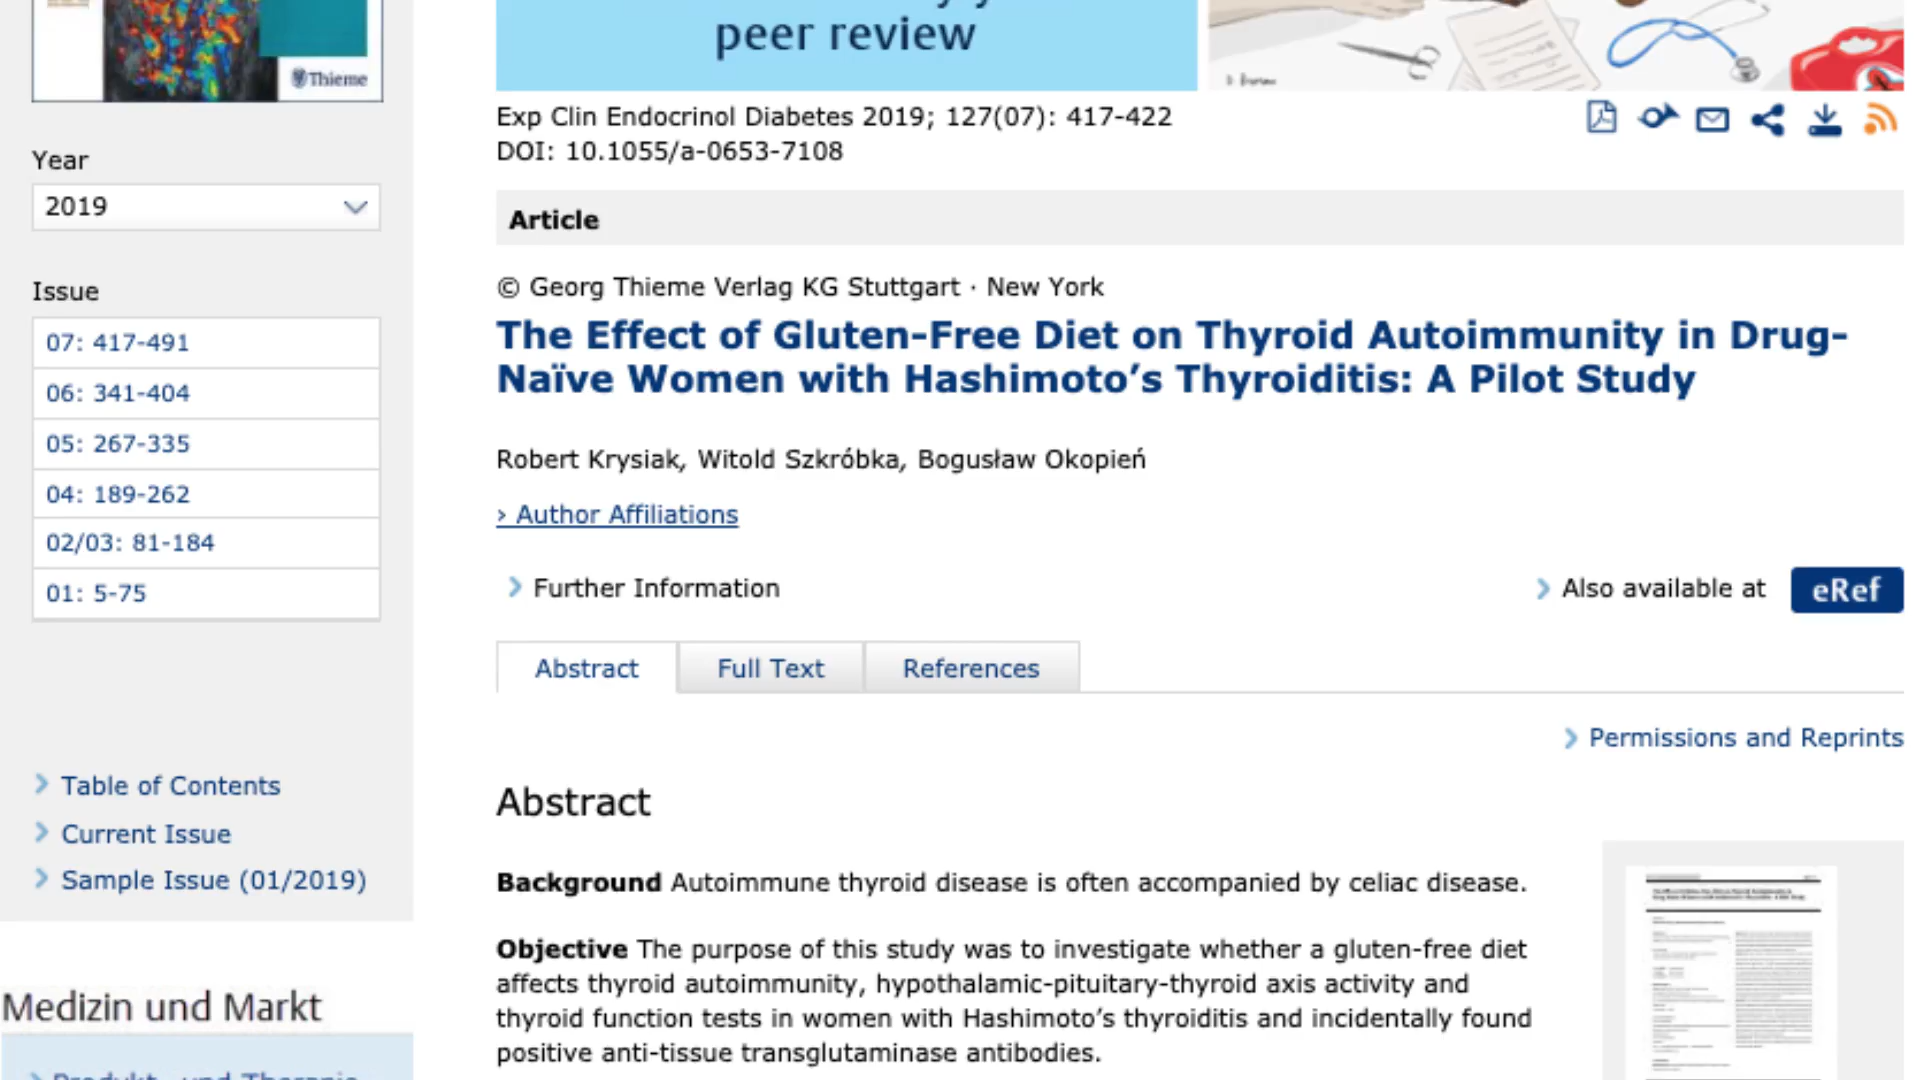 Thieme
Year
2019
Issue
07: 417-491
06: 341-404
05: 267-335
04: 189-262
02/03: 81-184
01: 5-75
Table of Contents
Current Issue
Sample Issue (01/2019)
Medizin und Markt
peer review
Exp Clin Endocrinol Diabetes 2019; 127(07): 417-422
DOI: 10.1055/a-0653-7108
Article
© Georg Thieme Verlag KG Stuttgart · New York
The Effect of Gluten-Free Diet on Thyroid Autoimmunity in Drug-
Naïve Women with Hashimoto’s Thyroiditis: A Pilot Study
Robert Krysiak, Witold Szkróbka, Bogusław Okopień
› Author Affiliations
Further Information
Also available at eRef
Abstract Full Text References
Permissions and Reprints
Abstract
Background Autoimmune thyroid disease is often accompanied by celiac disease.
Objective The purpose of this study was to investigate whether a gluten-free diet
affects thyroid autoimmunity, hypothalamic-pituitary-thyroid axis activity and
thyroid function tests in women with Hashimoto’s thyroiditis and incidentally found
positive anti-tissue transglutaminase antibodies.